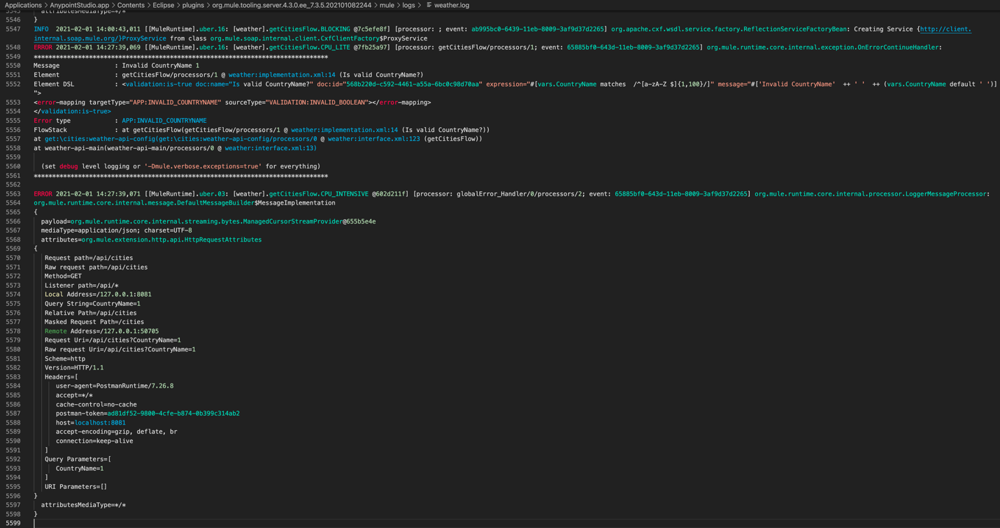 Applications > AnypointStudio.app > Contents > Eclipse > plugins > org.mule.tooling.server.4.3.0.ee_7.3.5.202101082244 > mule > logs > weather.log
5545 attributesMediaType=*/*
5546 }
5547 INFO  2021-02-01 14:00:43,011 [[MuleRuntime].uber.16: [weather].getCitiesFlow.BLOCKING @7c5efe8f] [processor: ; event: ab995bc0-6439-11eb-8009-3af9d37d2265] org.apache.cxf.wsdl.service.factory.ReflectionServiceFactoryBean: Creating Service {http://client.
internal.soap.mule.org/}ProxyService from class org.mule.soap.internal.client.CxfClientFactory$ProxyService
5548 ERROR 2021-02-01 14:27:39,069 [[MuleRuntime].uber.16: [weather].getCitiesFlow.CPU_LITE @7fb25a97] [processor: getCitiesFlow/processors/1; event: 65885bf0-643d-11eb-8009-3af9d37d2265] org.mule.runtime.core.internal.exception.OnErrorContinueHandler:
5549 ********************************************************************************
5550 Message               : Invalid CountryName 1
5551 Element               : getCitiesFlow/processors/1 @ weather:implementation.xml:14 (Is valid CountryName?)
5552 Element DSL           : <validation:is-true doc:name="Is valid CountryName?" doc:id="568b220d-c592-4461-a55a-6bc0c98d70aa" expression="#[vars.CountryName matches  /^[a-zA-Z $]{1,100}/]" message="#['Invalid CountryName'  ++ ' '  ++ (vars.CountryName default ' ')]
">
5553 <error-mapping targetType="APP:INVALID_COUNTRYNAME" sourceType="VALIDATION:INVALID_BOOLEAN"></error-mapping>
5554 </validation:is-true>
5555 Error type            : APP:INVALID_COUNTRYNAME
5556 FlowStack             : at getCitiesFlow(getCitiesFlow/processors/1 @ weather:implementation.xml:14 (Is valid CountryName?))
5557 at get:\cities:weather-api-config(get:\cities:weather-api-config/processors/0 @ weather:interface.xml:123 (getCitiesFlow))
5558 at weather-api-main(weather-api-main/processors/0 @ weather:interface.xml:13)
5559
5560   (set debug level logging or '-Dmule.verbose.exceptions=true' for everything)
5561 ********************************************************************************
5562
5563 ERROR 2021-02-01 14:27:39,071 [[MuleRuntime].uber.03: [weather].getCitiesFlow.CPU_INTENSIVE @602d211f] [processor: globalError_Handler/0/processors/2; event: 65885bf0-643d-11eb-8009-3af9d37d2265] org.mule.runtime.core.internal.processor.LoggerMessageProcessor:
5564 org.mule.runtime.core.internal.message.DefaultMessageBuilder$MessageImplementation
5565 {
5566   payload=org.mule.runtime.core.internal.streaming.bytes.ManagedCursorStreamProvider@655b5e4e
5567   mediaType=application/json; charset=UTF-8
5568   attributes=org.mule.extension.http.api.HttpRequestAttributes
5569 {
5570    Request path=/api/cities
5571    Raw request path=/api/cities
5572    Method=GET
5573    Listener path=/api/*
5574    Local Address=/127.0.0.1:8081
5575    Query String=CountryName=1
5576    Relative Path=/api/cities
5577    Masked Request Path=/cities
5578    Remote Address=/127.0.0.1:50705
5579    Request Uri=/api/cities?CountryName=1
5580    Raw request Uri=/api/cities?CountryName=1
5581    Scheme=http
5582    Version=HTTP/1.1
5583    Headers=[
5584       user-agent=PostmanRuntime/7.26.8
5585       accept=*/*
5586       cache-control=no-cache
5587       postman-token=ad81df52-9800-4cfe-b874-0b399c314ab2
5588       host=localhost:8081
5589       accept-encoding=gzip, deflate, br
5590       connection=keep-alive
5591    ]
5592    Query Parameters=[
5593       CountryName=1
5594    ]
5595    URI Parameters=[]
5596 }
5597   attributesMediaType=*/*
5598 }
5599